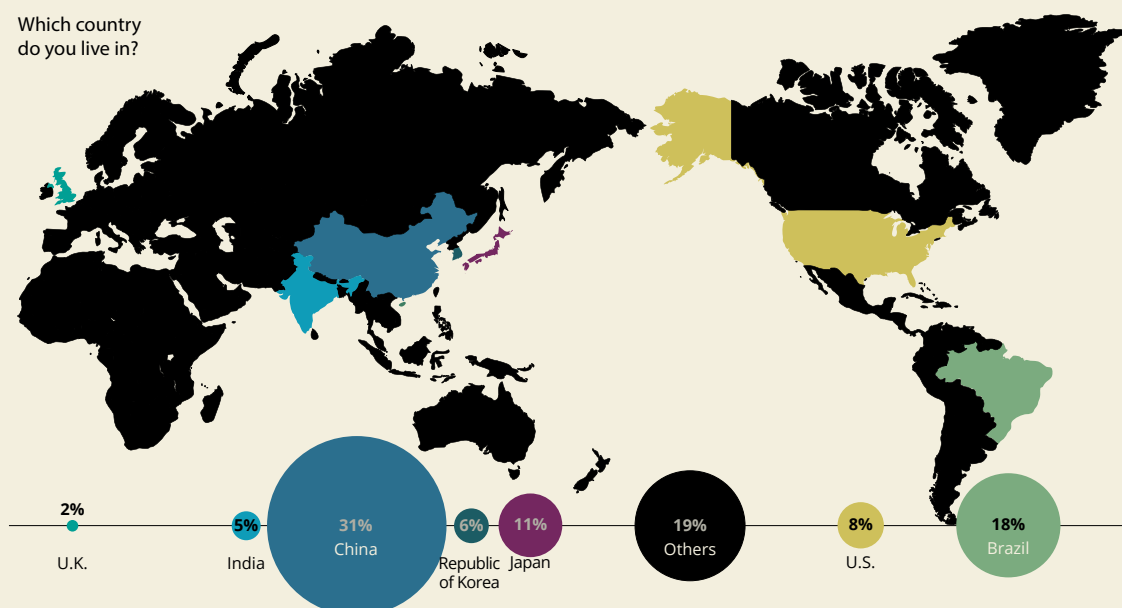 Which country
do you live in?
2%
U.K.
5%
India
31%
China
6%
Republic
of Korea
11%
Japan
19%
Others
8%
U.S.
18%
Brazil